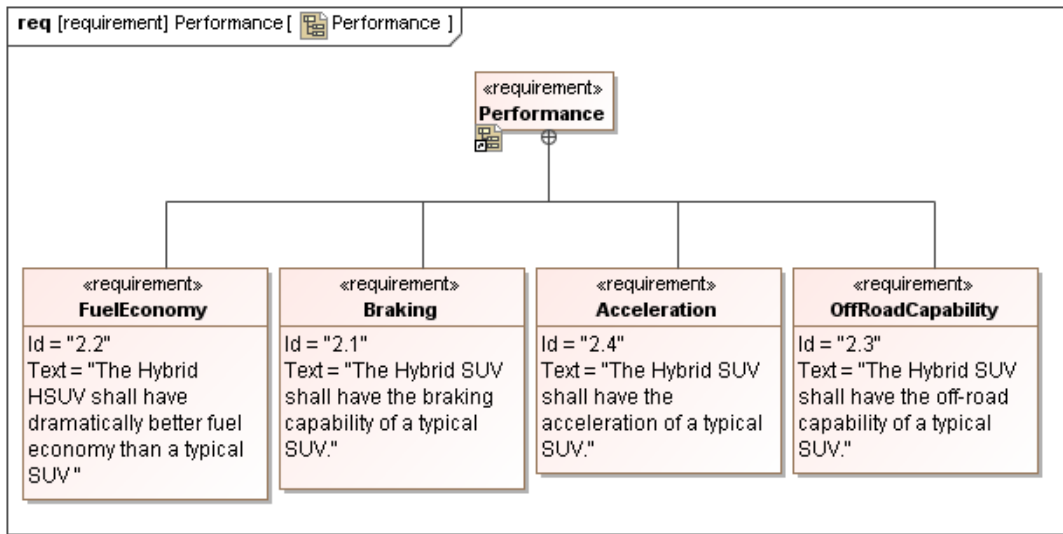 req [requirement] Performance [ Performance ]
«requirement»
Performance
«requirement»
FuelEconomy
Id = "2.2"
Text = "The Hybrid
HSUV shall have
dramatically better fuel
economy than a typical
SUV "
«requirement»
Braking
Id = "2.1"
Text = "The Hybrid SUV
shall have the braking
capability of a typical
SUV."
«requirement»
Acceleration
Id = "2.4"
Text = "The Hybrid SUV
shall have the
acceleration of a typical
SUV."
«requirement»
OffRoadCapability
Id = "2.3"
Text = "The Hybrid SUV
shall have the off-road
capability of a typical
SUV."